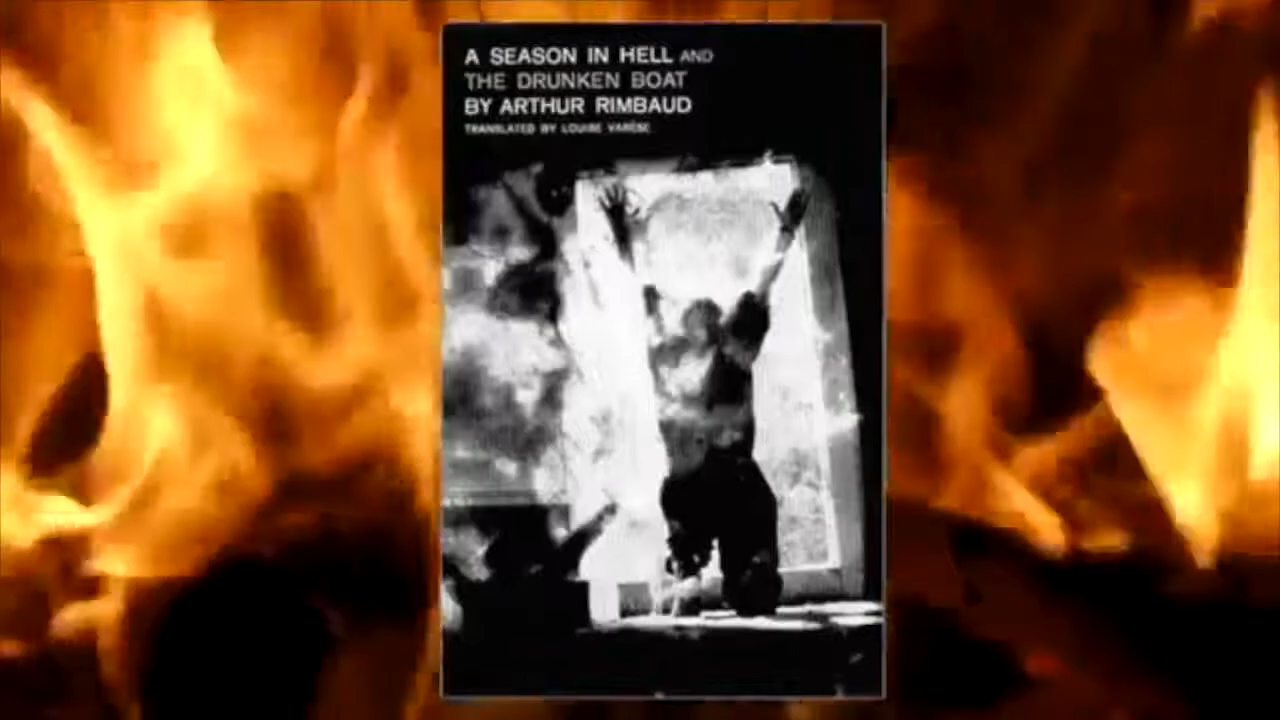 A SEASON IN HELL AND
THE DRUNKEN BOAT
BY ARTHUR RIMBAUD
TRANSLATED BY LOUISE VARÈSE